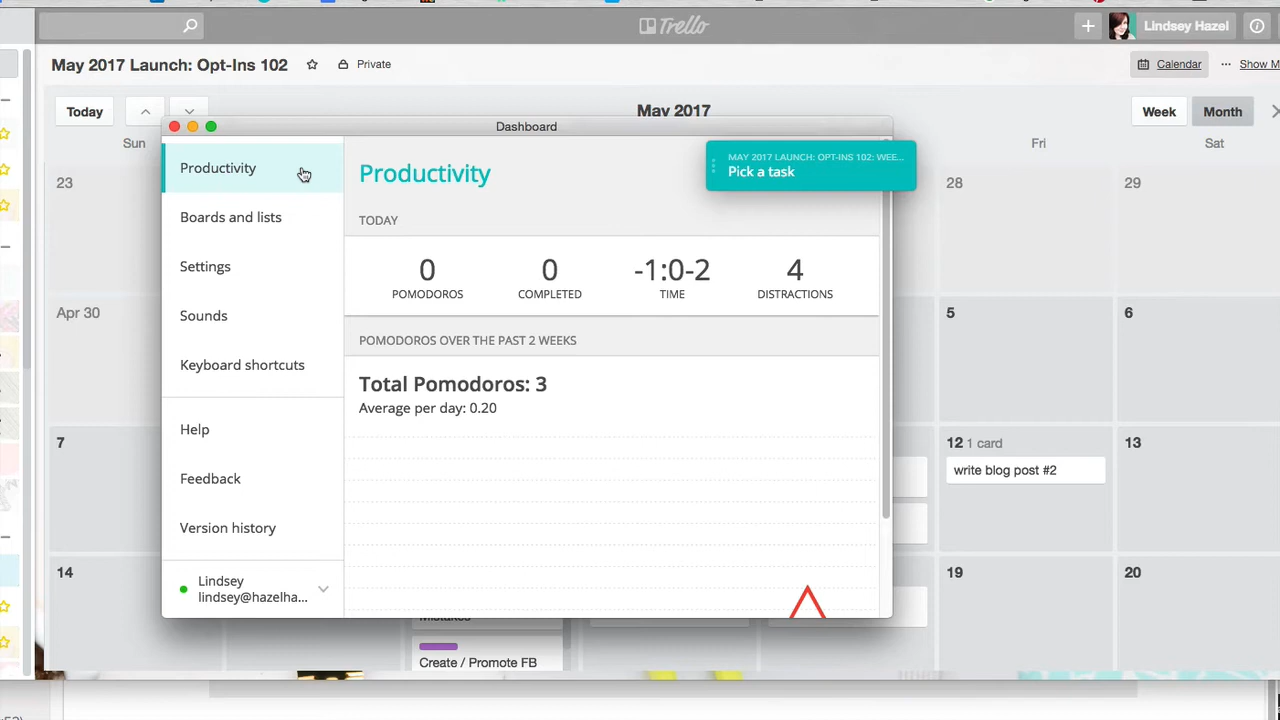 Trello
Lindsey Hazel
May 2017 Launch: Opt-Ins 102
Private
Calendar
Show M
Today
May 2017
Week
Month
Sun
Fri
Sat
Dashboard
Productivity
Boards and lists
Settings
Sounds
Keyboard shortcuts
Help
Feedback
Version history
Lindsey
lindsey@hazelha...
Productivity
MAY 2017 LAUNCH: OPT-INS 102: WEE...
Pick a task
TODAY
0
POMODOROS
0
COMPLETED
-1:0-2
TIME
4
DISTRACTIONS
POMODOROS OVER THE PAST 2 WEEKS
Total Pomodoros: 3
Average per day: 0.20
23
28
29
Apr 30
5
6
7
12 1 card
write blog post #2
13
14
19
20
Mistakes
Create / Promote FB